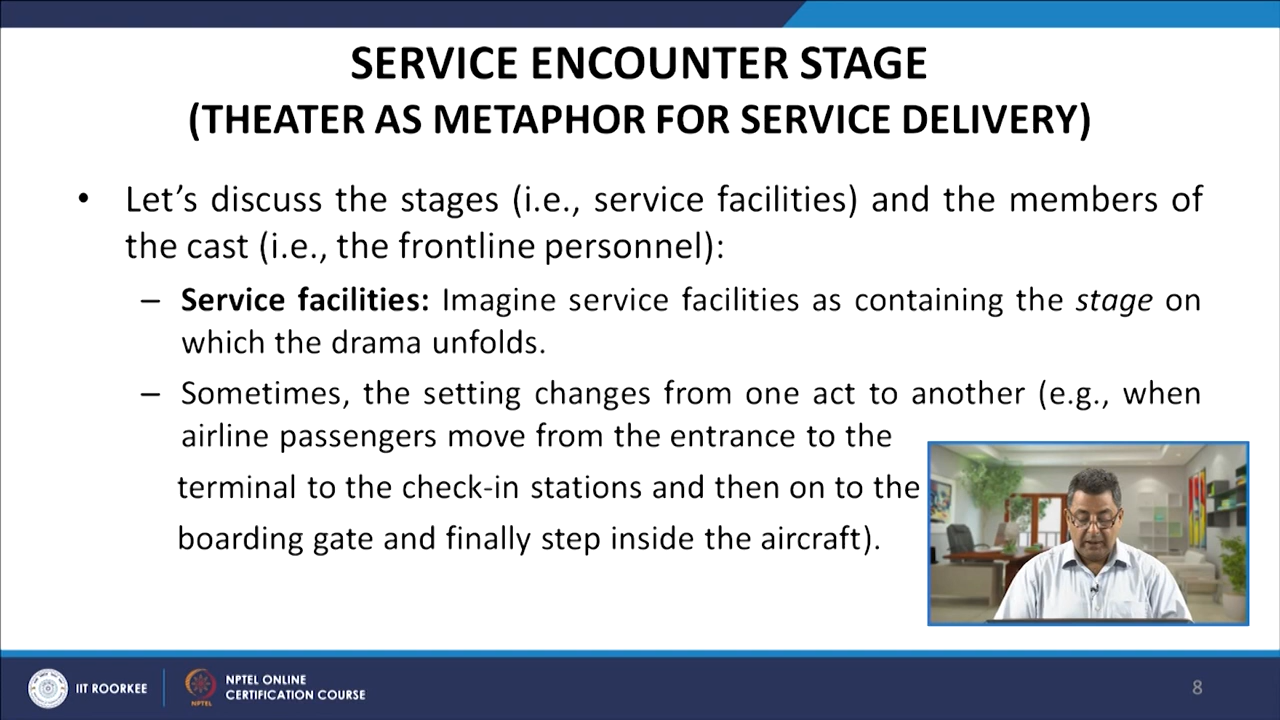 SERVICE ENCOUNTER STAGE
(THEATER AS METAPHOR FOR SERVICE DELIVERY)
• Let’s discuss the stages (i.e., service facilities) and the members of
the cast (i.e., the frontline personnel):
– Service facilities: Imagine service facilities as containing the stage on
which the drama unfolds.
– Sometimes, the setting changes from one act to another (e.g., when
airline passengers move from the entrance to the
terminal to the check-in stations and then on to the
boarding gate and finally step inside the aircraft).
IIT ROORKEE
NPTEL
NPTEL ONLINE
CERTIFICATION COURSE
8